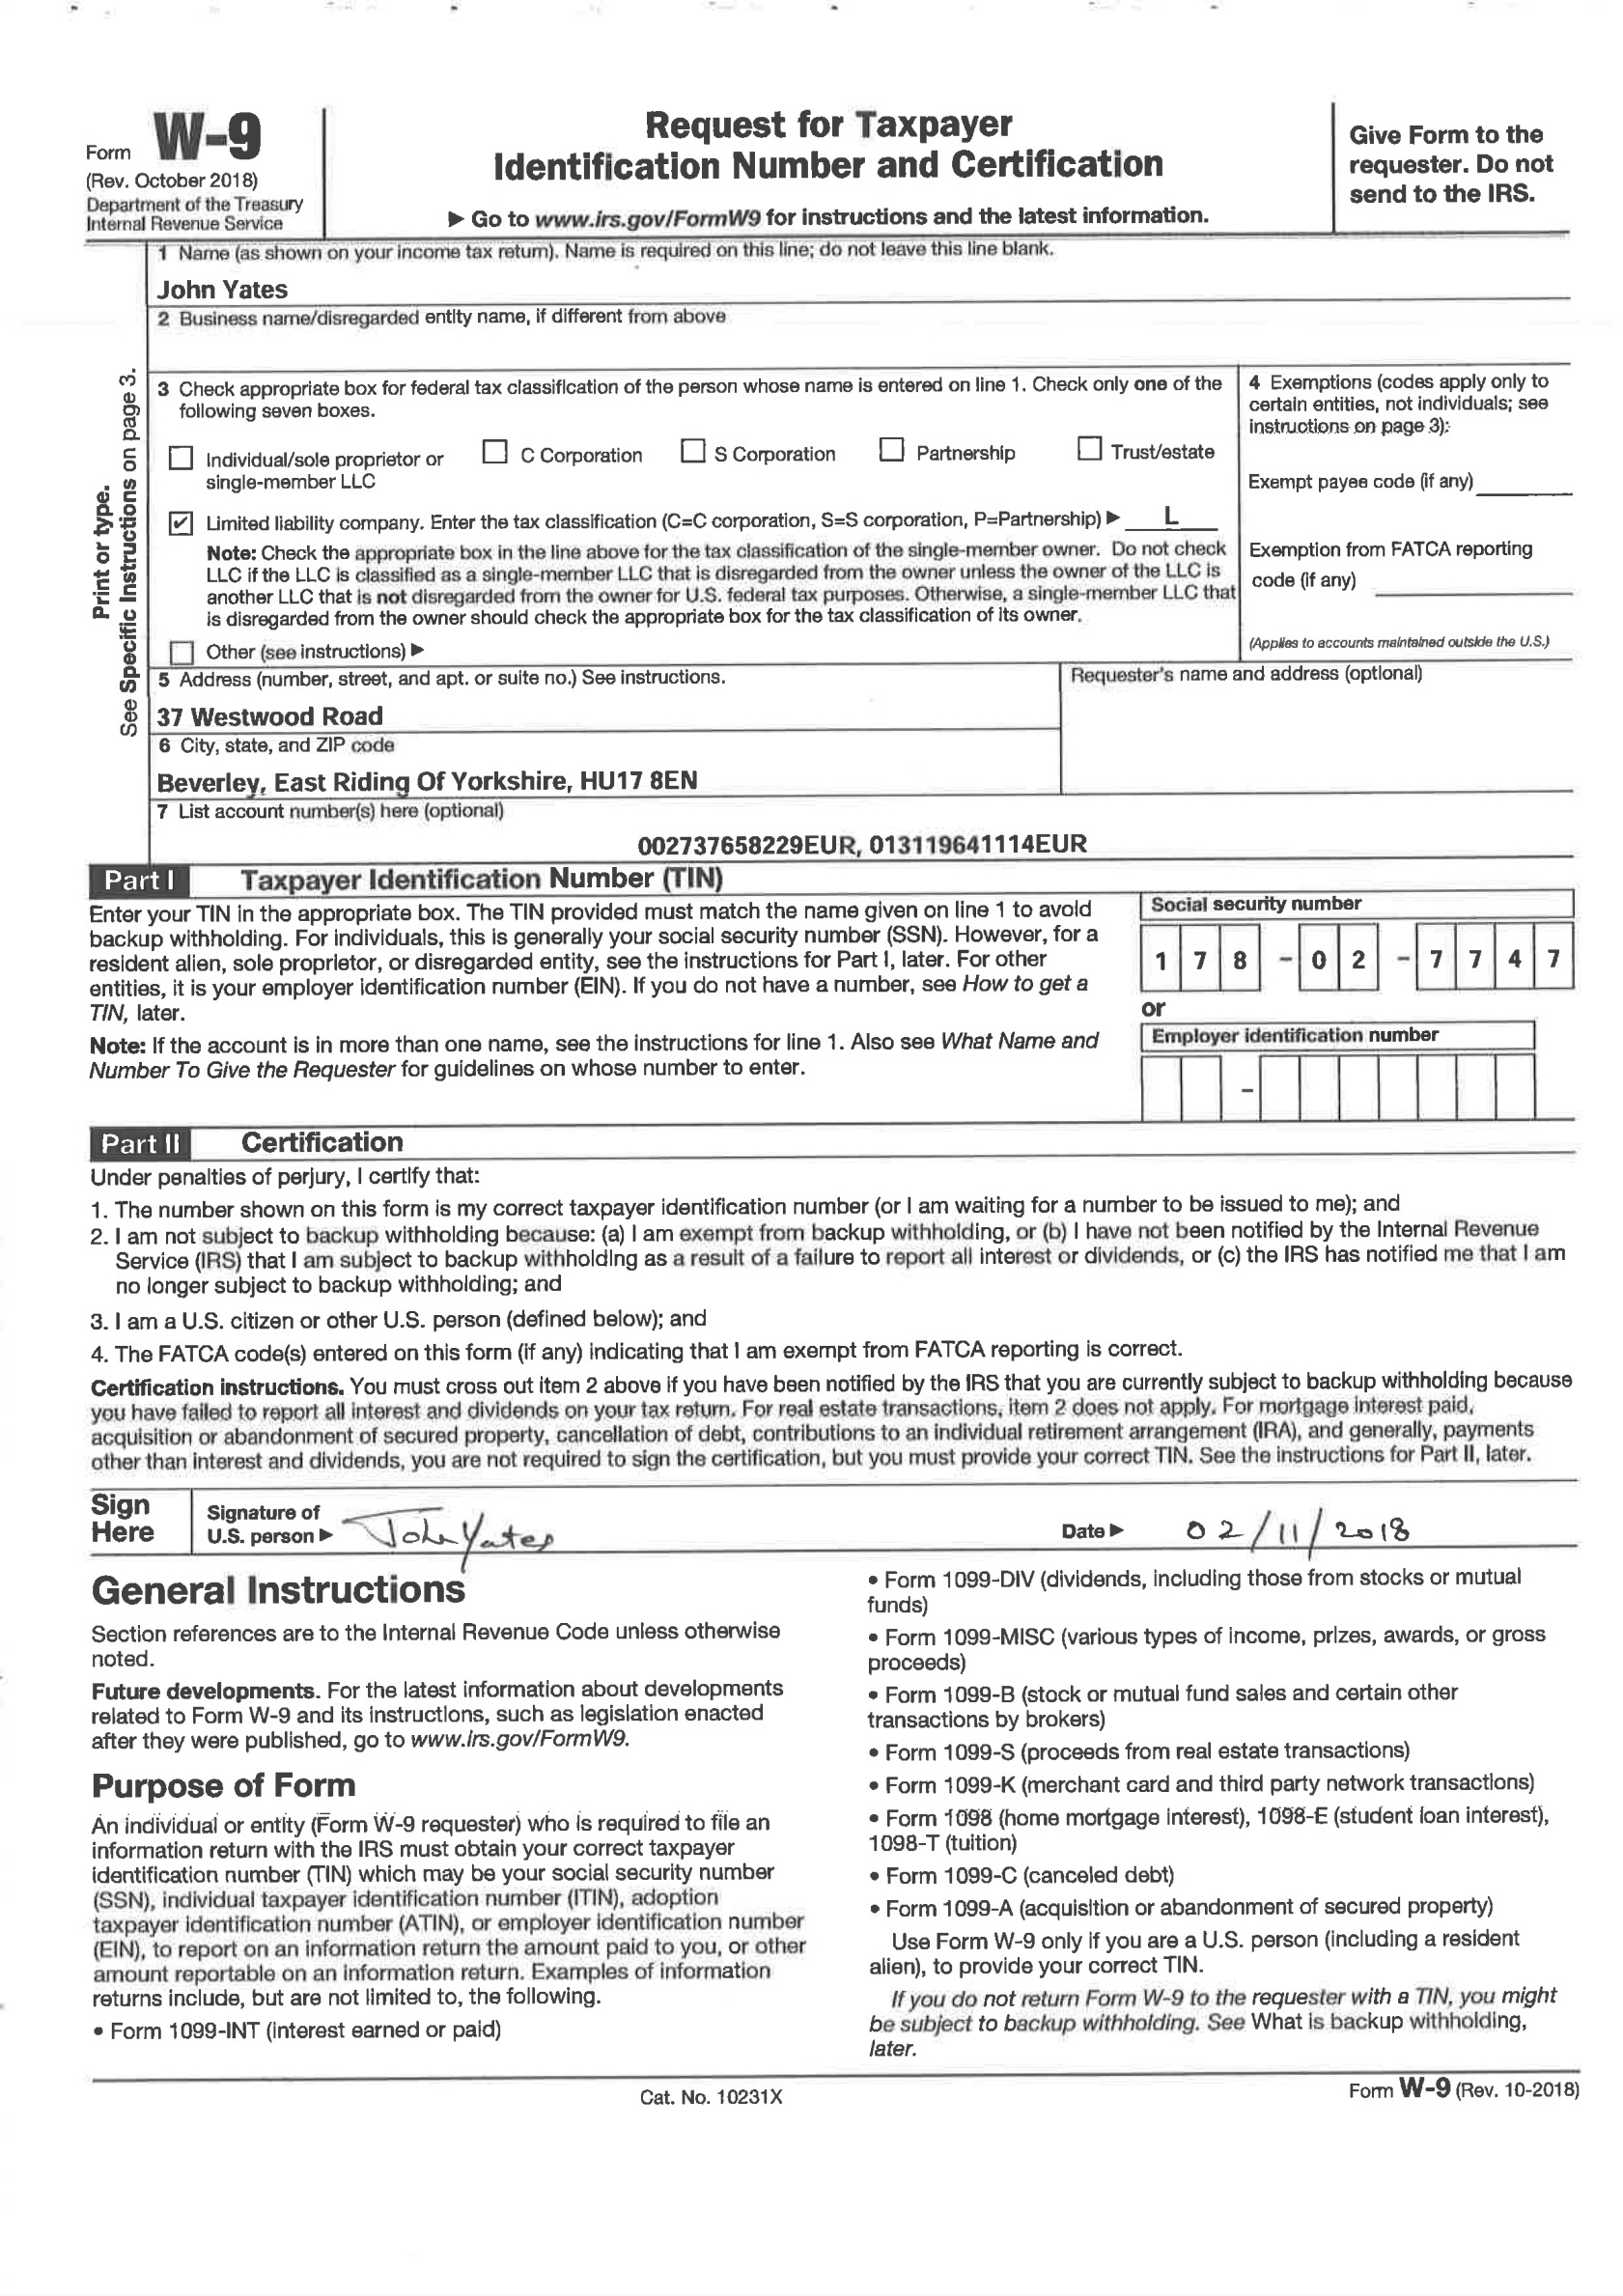 Form W-9
(Rev. October 2018)
Department of the Treasury
Internal Revenue Service
Request for Taxpayer
Identification Number and Certification
▶ Go to www.irs.gov/FormW9 for instructions and the latest information.
Give Form to the
requester. Do not
send to the IRS.
Print or type.
See Specific Instructions on page 3.
1 Name (as shown on your income tax return). Name is required on this line; do not leave this line blank.
John Yates
2 Business name/disregarded entity name, if different from above
3 Check appropriate box for federal tax classification of the person whose name is entered on line 1. Check only one of the
following seven boxes.
Individual/sole proprietor or
single-member LLC
C Corporation
S Corporation
Partnership
Trust/estate
Limited liability company. Enter the tax classification (C=C corporation, S=S corporation, P=Partnership) ▶ L
Note: Check the appropriate box in the line above for the tax classification of the single-member owner. Do not check
LLC if the LLC is classified as a single-member LLC that is disregarded from the owner unless the owner of the LLC is
another LLC that is not disregarded from the owner for U.S. federal tax purposes. Otherwise, a single-member LLC that
is disregarded from the owner should check the appropriate box for the tax classification of its owner.
Other (see instructions) ▶
4 Exemptions (codes apply only to
certain entities, not individuals; see
instructions on page 3):
Exempt payee code (if any)
Exemption from FATCA reporting
code (if any)
(Applies to accounts maintained outside the U.S.)
5 Address (number, street, and apt. or suite no.) See instructions.
37 Westwood Road
Requester's name and address (optional)
6 City, state, and ZIP code
Beverley, East Riding Of Yorkshire, HU17 8EN
7 List account number(s) here (optional)
002737658229EUR, 013119641114EUR
Part I Taxpayer Identification Number (TIN)
Enter your TIN in the appropriate box. The TIN provided must match the name given on line 1 to avoid
backup withholding. For individuals, this is generally your social security number (SSN). However, for a
resident alien, sole proprietor, or disregarded entity, see the instructions for Part I, later. For other
entities, it is your employer identification number (EIN). If you do not have a number, see How to get a
TIN, later.
Note: If the account is in more than one name, see the instructions for line 1. Also see What Name and
Number To Give the Requester for guidelines on whose number to enter.
Social security number
1 7 8 - 0 2 - 7 7 4 7
or
Employer identification number
-
Part II Certification
Under penalties of perjury, I certify that:
1. The number shown on this form is my correct taxpayer identification number (or I am waiting for a number to be issued to me); and
2. I am not subject to backup withholding because: (a) I am exempt from backup withholding, or (b) I have not been notified by the Internal Revenue
Service (IRS) that I am subject to backup withholding as a result of a failure to report all interest or dividends, or (c) the IRS has notified me that I am
no longer subject to backup withholding; and
3. I am a U.S. citizen or other U.S. person (defined below); and
4. The FATCA code(s) entered on this form (if any) indicating that I am exempt from FATCA reporting is correct.
Certification instructions. You must cross out item 2 above if you have been notified by the IRS that you are currently subject to backup withholding because
you have failed to report all interest and dividends on your tax return. For real estate transactions, item 2 does not apply. For mortgage interest paid,
acquisition or abandonment of secured property, cancellation of debt, contributions to an individual retirement arrangement (IRA), and generally, payments
other than interest and dividends, you are not required to sign the certification, but you must provide your correct TIN. See the instructions for Part II, later.
Sign
Here
Signature of
U.S. person ▶ John Yates
Date ▶ 02/11/2018
General Instructions
Section references are to the Internal Revenue Code unless otherwise
noted.
Future developments. For the latest information about developments
related to Form W-9 and its instructions, such as legislation enacted
after they were published, go to www.irs.gov/FormW9.
Purpose of Form
An individual or entity (Form W-9 requester) who is required to file an
information return with the IRS must obtain your correct taxpayer
identification number (TIN) which may be your social security number
(SSN), individual taxpayer identification number (ITIN), adoption
taxpayer identification number (ATIN), or employer identification number
(EIN), to report on an information return the amount paid to you, or other
amount reportable on an information return. Examples of information
returns include, but are not limited to, the following.
• Form 1099-INT (interest earned or paid)
• Form 1099-DIV (dividends, including those from stocks or mutual
funds)
• Form 1099-MISC (various types of income, prizes, awards, or gross
proceeds)
• Form 1099-B (stock or mutual fund sales and certain other
transactions by brokers)
• Form 1099-S (proceeds from real estate transactions)
• Form 1099-K (merchant card and third party network transactions)
• Form 1098 (home mortgage interest), 1098-E (student loan interest),
1098-T (tuition)
• Form 1099-C (canceled debt)
• Form 1099-A (acquisition or abandonment of secured property)
Use Form W-9 only if you are a U.S. person (including a resident
alien), to provide your correct TIN.
If you do not return Form W-9 to the requester with a TIN, you might
be subject to backup withholding. See What is backup withholding,
later.
Cat. No. 10231X
Form W-9 (Rev. 10-2018)